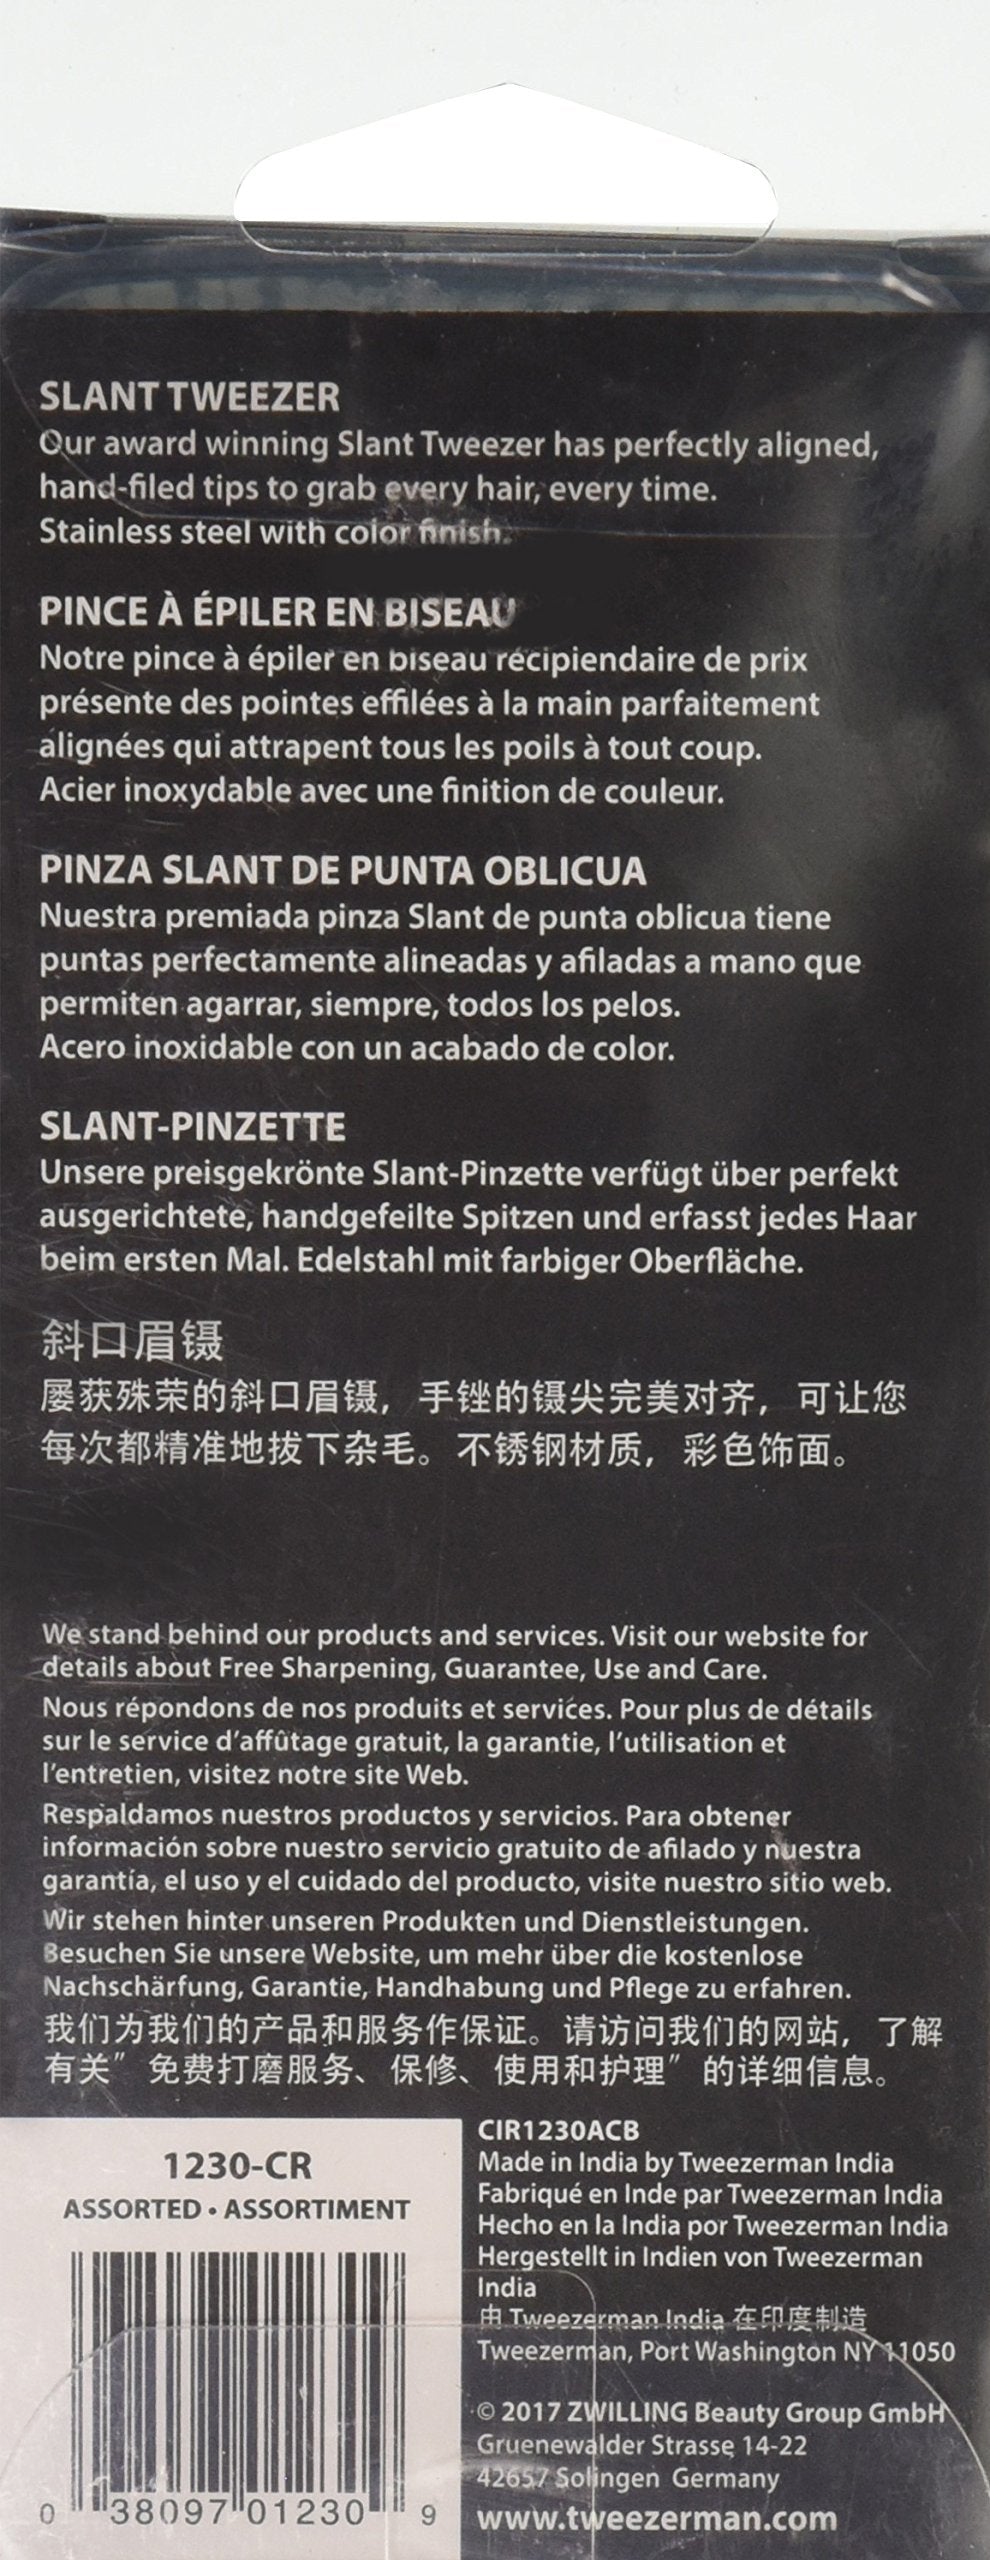 SLANT TWEEZER
Our award winning Slant Tweezer has perfectly aligned,
hand-filed tips to grab every hair, every time.
Stainless steel with color finish.
PINCE À ÉPILER EN BISEAU
Notre pince à épiler en biseau récipiendaire de prix
présente des pointes effilées à la main parfaitement
alignées qui attrapent tous les poils à tout coup.
Acier inoxydable avec une finition de couleur.
PINZA SLANT DE PUNTA OBLICUA
Nuestra premiada pinza Slant de punta oblicua tiene
puntas perfectamente alineadas y afiladas a mano que
permiten agarrar, siempre, todos los pelos.
Acero inoxidable con un acabado de color.
SLANT-PINZETTE
Unsere preisgekrönte Slant-Pinzette verfügt über perfekt
ausgerichtete, handgefeilte Spitzen und erfasst jedes Haar
beim ersten Mal. Edelstahl mit farbiger Oberfläche.
斜口眉镊
屡获殊荣的斜口眉镊，手锉的镊尖完美对齐，可让您
每次都精准地拔下杂毛。不锈钢材质，彩色饰面。
We stand behind our products and services. Visit our website for
details about Free Sharpening, Guarantee, Use and Care.
Nous répondons de nos produits et services. Pour plus de détails
sur le service d’affûtage gratuit, la garantie, l’utilisation et
l’entretien, visitez notre site Web.
Respaldamos nuestros productos y servicios. Para obtener
información sobre nuestro servicio gratuito de afilado y nuestra
garantía, el uso y el cuidado del producto, visite nuestro sitio web.
Wir stehen hinter unseren Produkten und Dienstleistungen.
Besuchen Sie unsere Website, um mehr über die kostenlose
Nachschärfung, Garantie, Handhabung und Pflege zu erfahren.
我们为我们的产品和服务作保证。请访问我们的网站，了解
有关” 免费打磨服务、保修、使用和护理” 的详细信息。
1230-CR
ASSORTED • ASSORTIMENT
0 38097 01230 9
CIR1230ACB
Made in India by Tweezerman India
Fabriqué en Inde par Tweezerman India
Hecho en la India por Tweezerman India
Hergestellt in Indien von Tweezerman
India
由 Tweezerman India 在印度制造
Tweezerman, Port Washington NY 11050
© 2017 ZWILLING Beauty Group GmbH
Gruenewalder Strasse 14-22
42657 Solingen Germany
www.tweezerman.com